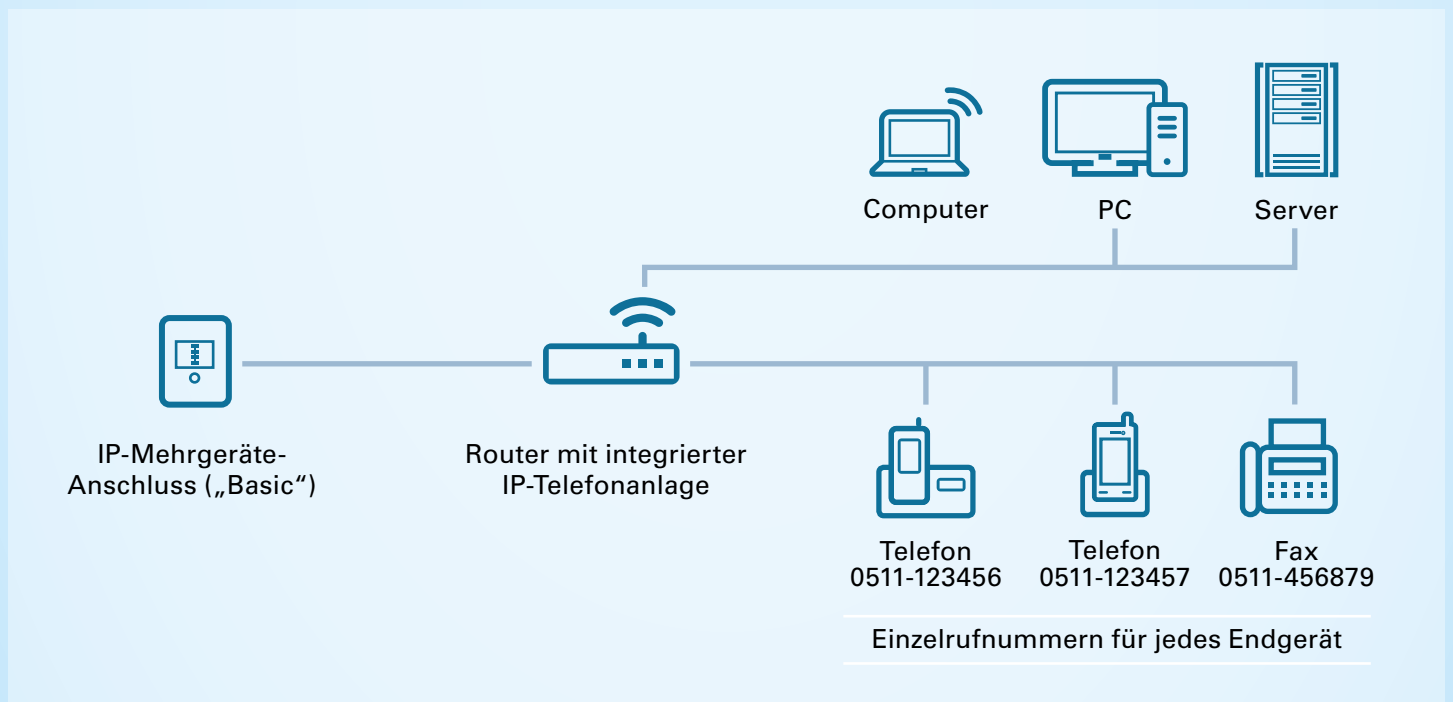 Computer
PC
Server
IP-Mehrgeräte-
Anschluss („Basic“)
Router mit integrierter
IP-Telefonanlage
Telefon
0511-123456
Telefon
0511-123457
Fax
0511-456879
Einzelrufnummern für jedes Endgerät